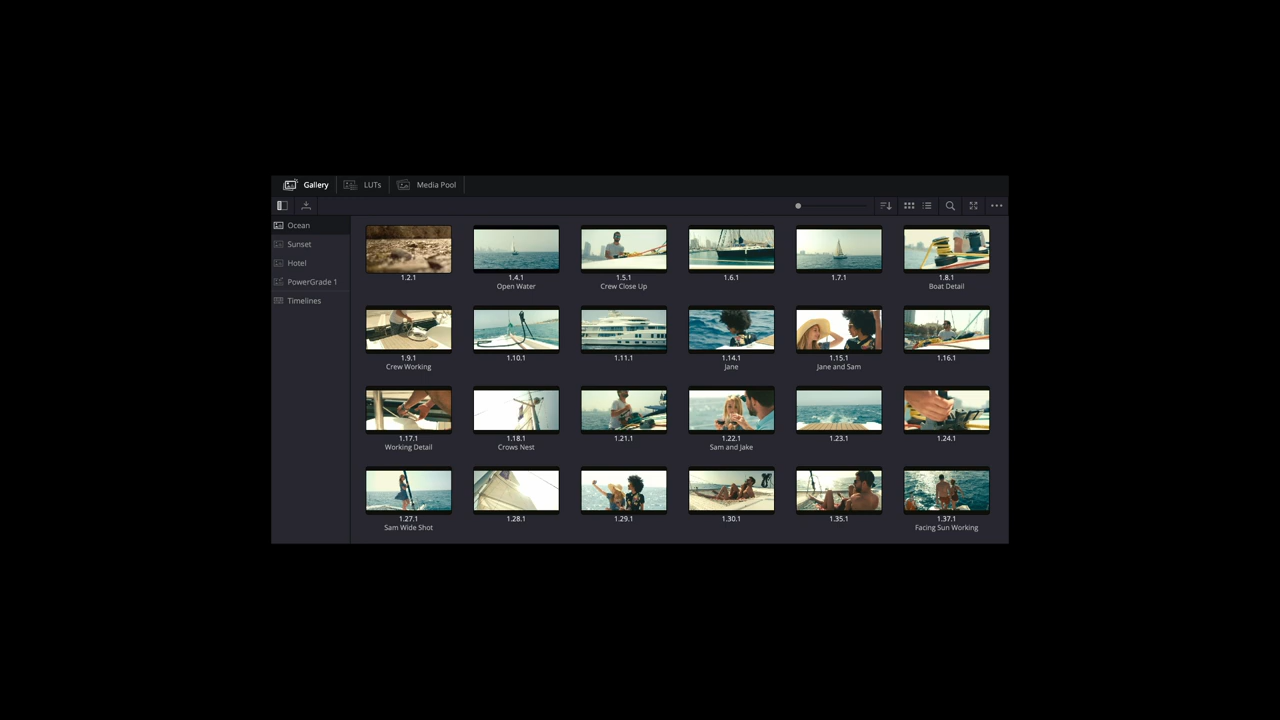 Gallery
LUTs
Media Pool
Ocean
Sunset
Hotel
PowerGrade 1
Timelines
1.2.1
1.4.1
Open Water
1.5.1
Crew Close Up
1.6.1
1.7.1
1.8.1
Boat Detail
1.9.1
Crew Working
1.10.1
1.11.1
1.14.1
Jane
1.15.1
Jane and Sam
1.16.1
1.17.1
Working Detail
1.18.1
Crows Nest
1.21.1
1.22.1
Sam and Jake
1.23.1
1.24.1
1.27.1
Sam Wide Shot
1.28.1
1.29.1
1.30.1
1.35.1
1.37.1
Facing Sun Working